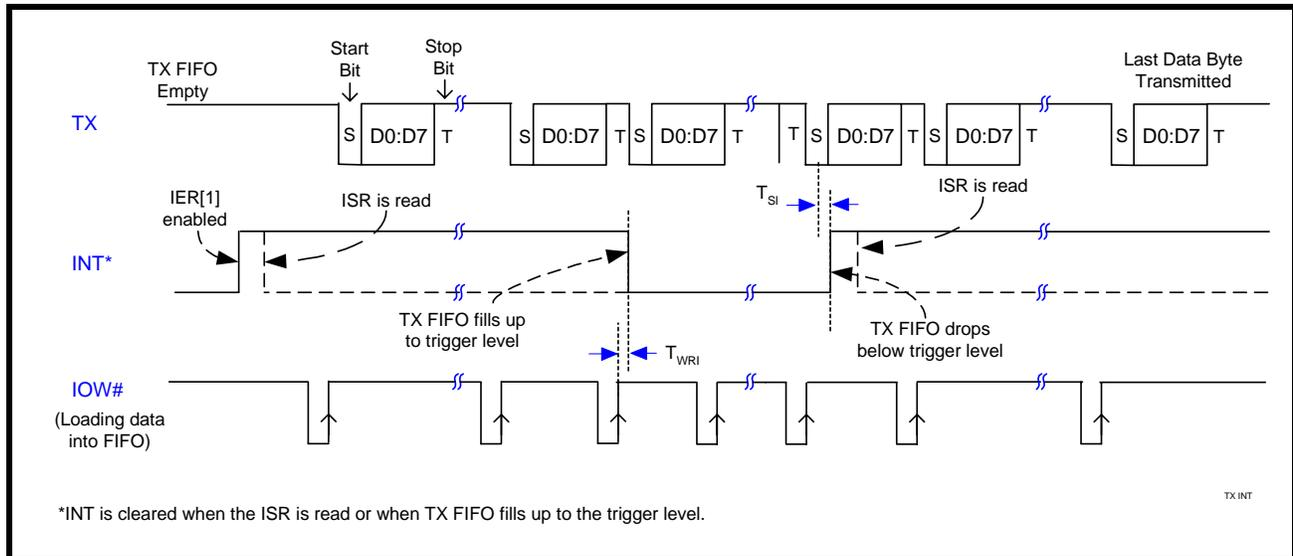 Start
Bit
Stop
Bit
TX FIFO
Empty
Last Data Byte
Transmitted
TX
S D0:D7 T S D0:D7 T S D0:D7 T T S D0:D7 T S D0:D7 T S D0:D7 T
IER[1]
enabled
ISR is read
TSI
ISR is read
INT*
TX FIFO fills up
to trigger level
TX FIFO drops
below trigger level
TWRI
IOW#
(Loading data
into FIFO)
TX INT
*INT is cleared when the ISR is read or when TX FIFO fills up to the trigger level.